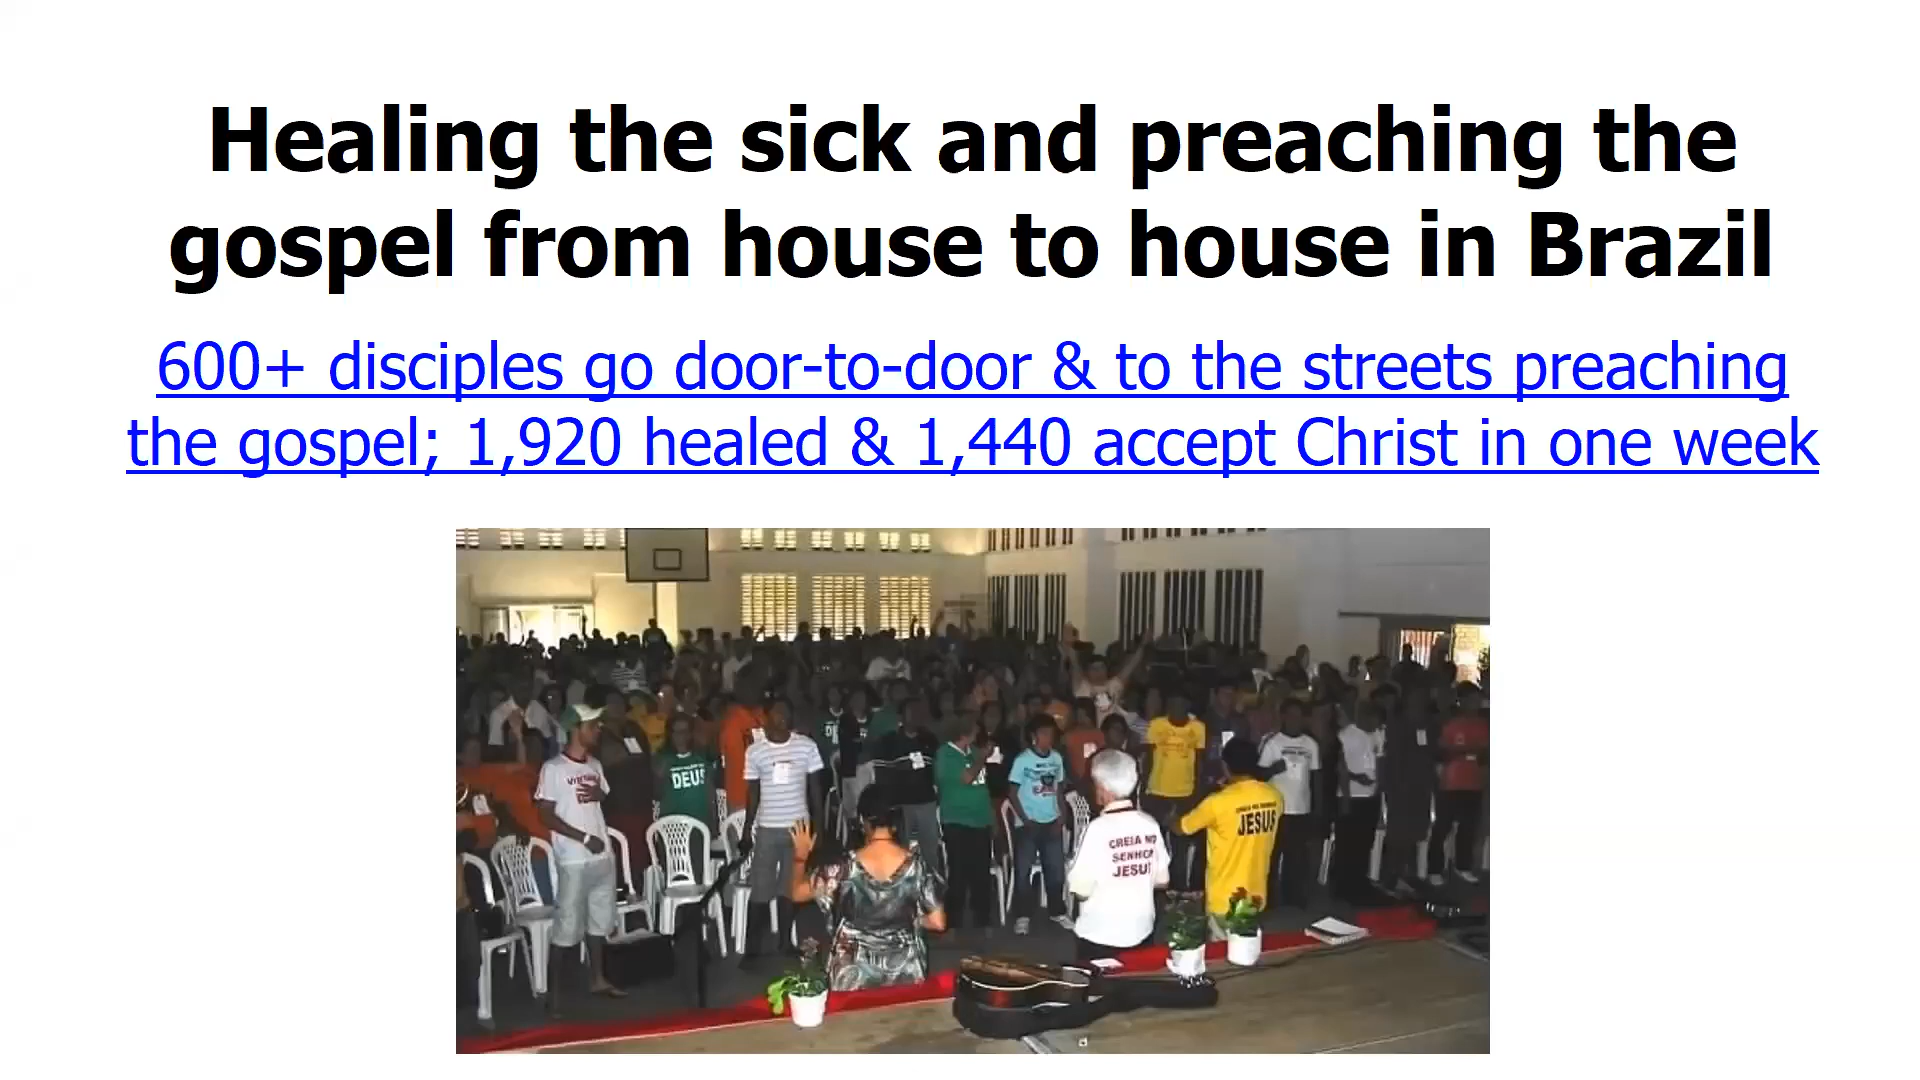 Healing the sick and preaching the
gospel from house to house in Brazil
600+ disciples go door-to-door & to the streets preaching
the gospel; 1,920 healed & 1,440 accept Christ in one week
DEUS
CREIA NO
SENHOR
JESUS
JESUS